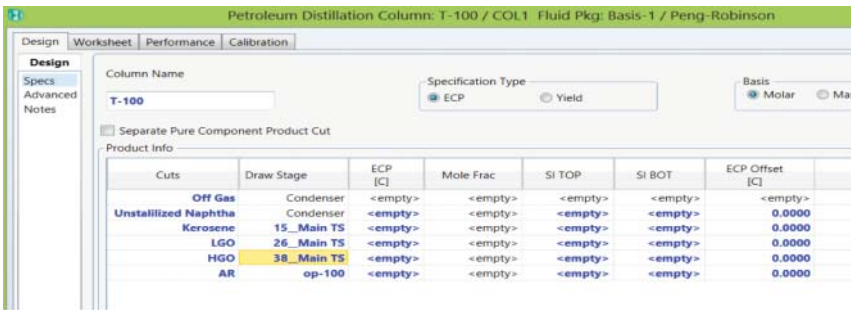 Petroleum Distillation Column: T-100 / COL1 Fluid Pkg: Basis-1 / Peng-Robinson
Design Worksheet Performance Calibration
Design
Specs
Advanced
Notes
Column Name
T-100
Specification Type
ECP Yield
Basis
Molar Ma
Separate Pure Component Product Cut
Product Info
Cuts Draw Stage ECP [C] Mole Frac SI TOP SI BOT ECP Offset [C]
Off Gas Condenser <empty> <empty> <empty> <empty> <empty>
Unstalilized Naphtha Condenser <empty> <empty> <empty> <empty> 0.0000
Kerosene 15__Main TS <empty> <empty> <empty> <empty> 0.0000
LGO 26__Main TS <empty> <empty> <empty> <empty> 0.0000
HGO 38__Main TS <empty> <empty> <empty> <empty> 0.0000
AR op-100 <empty> <empty> <empty> <empty> 0.0000